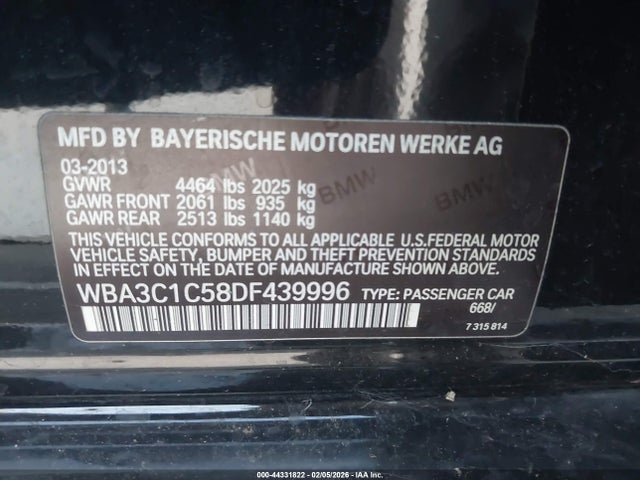 MFD BY BAYERISCHE MOTOREN WERKE AG
03-2013
GVWR 4464 lbs 2025 kg
GAWR FRONT 2061 lbs 935 kg
GAWR REAR 2513 lbs 1140 kg
THIS VEHICLE CONFORMS TO ALL APPLICABLE U.S.FEDERAL MOTOR
VEHICLE SAFETY, BUMPER AND THEFT PREVENTION STANDARDS
IN EFFECT ON THE DATE OF MANUFACTURE SHOWN ABOVE.
WBA3C1C58DF439996 TYPE: PASSENGER CAR
668/
7 315 814
BMW
BMW
000-44331822 - 02/05/2026 - IAA Inc.